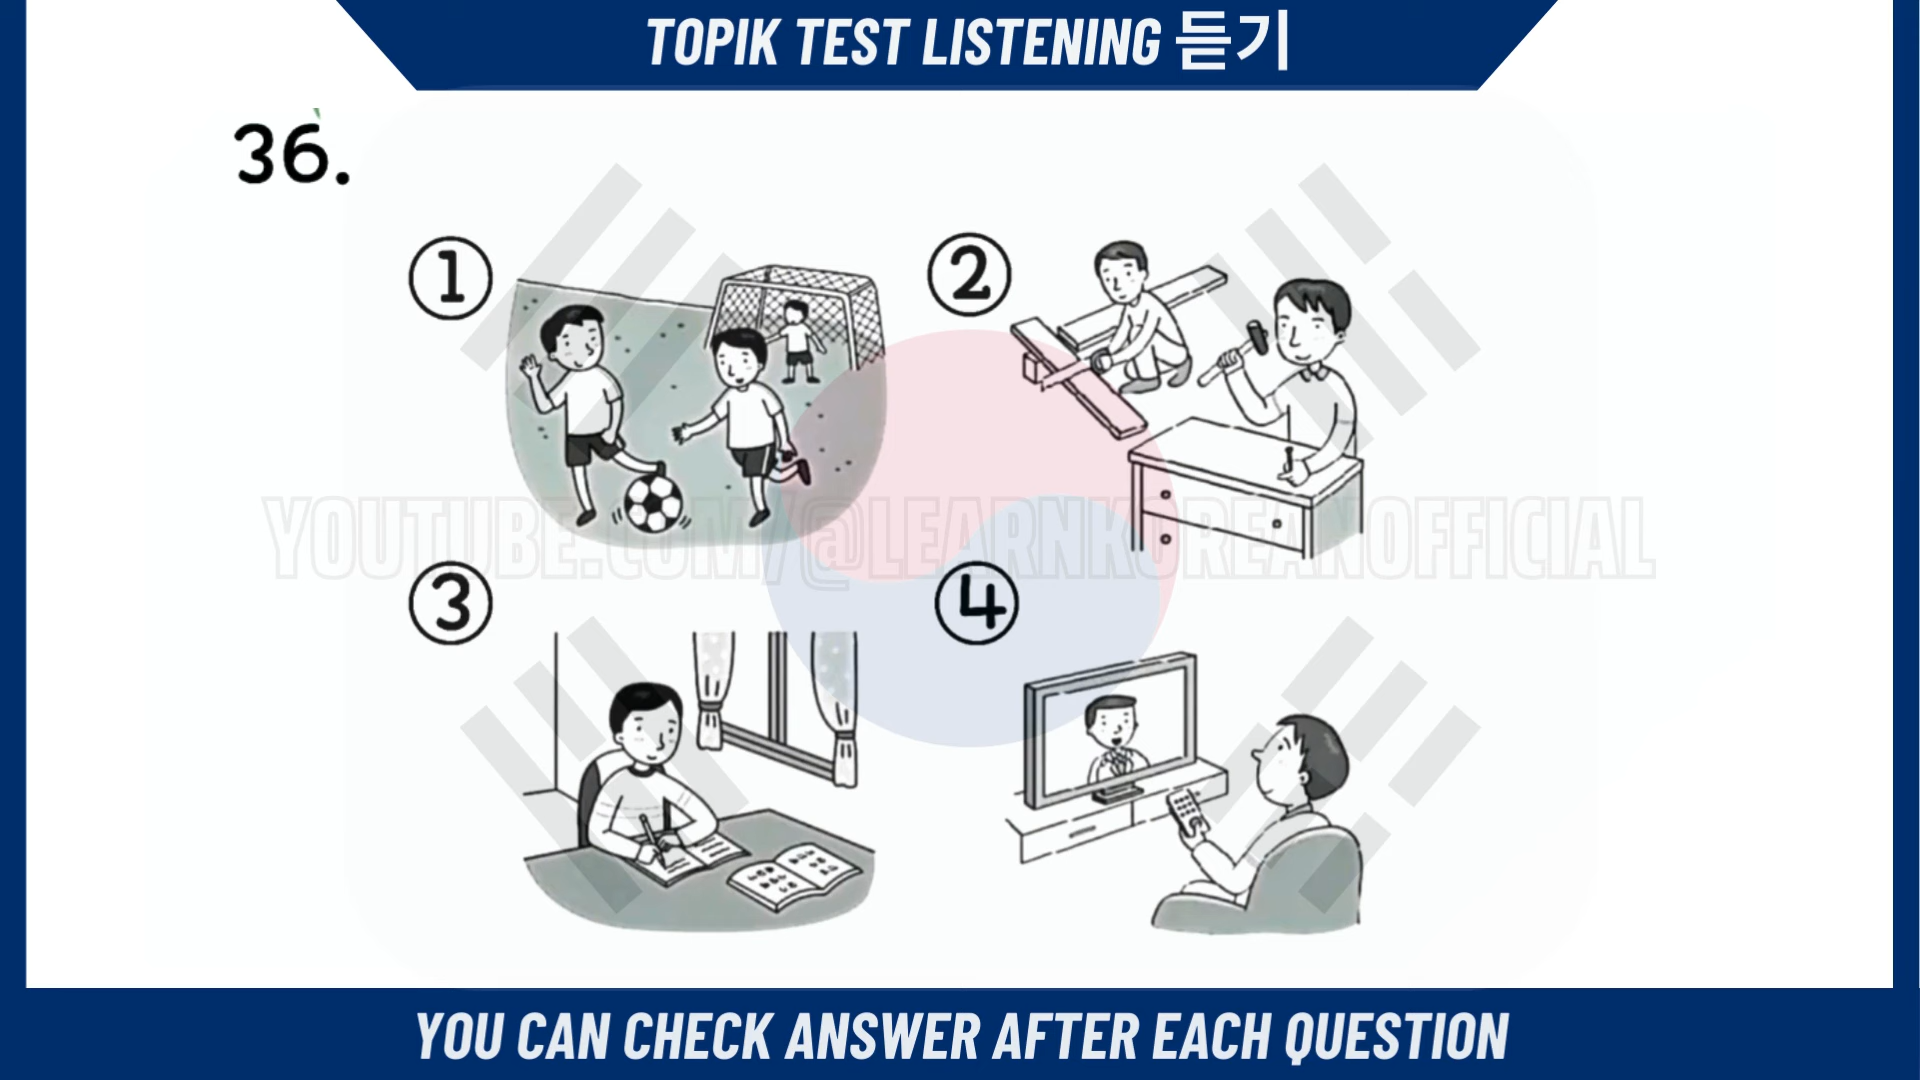 TOPIK TEST LISTENING 듣기
36.
①
②
YOUTUBE.COM/@LEARNKOREANOFFICIAL
③
④
YOU CAN CHECK ANSWER AFTER EACH QUESTION